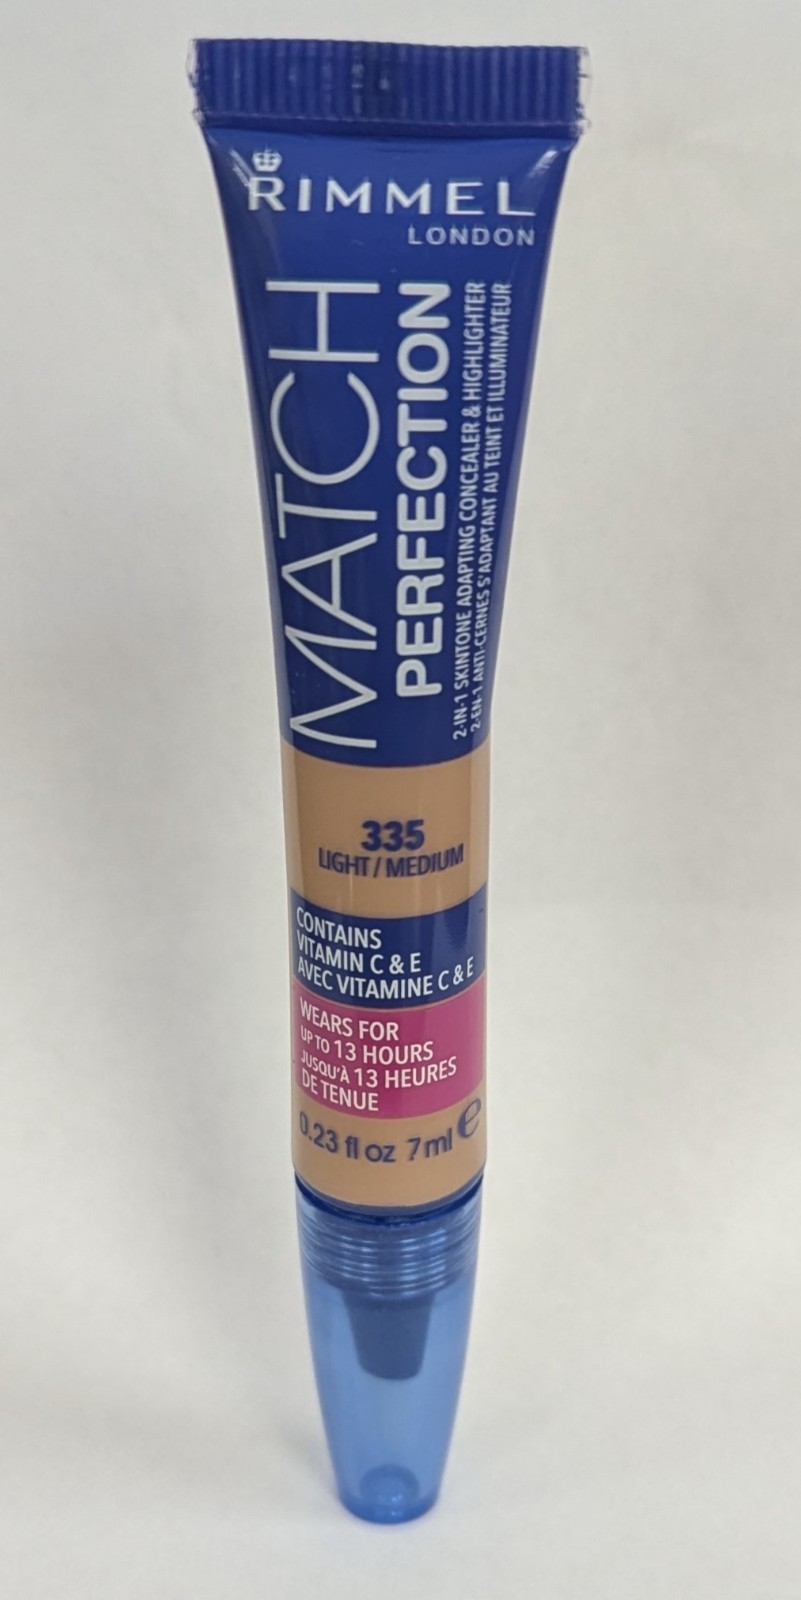 RIMMEL
LONDON
MATCH
PERFECTION
2-IN-1 SKINTONE ADAPTING CONCEALER & HIGHLIGHTER
2-EN-1 ANTI-CERNES S'ADAPTANT AU TEINT ET ILLUMINATEUR
335
LIGHT / MEDIUM
CONTAINS
VITAMIN C & E
AVEC VITAMINE C & E
WEARS FOR
UP TO 13 HOURS
JUSQU'À 13 HEURES
DE TENUE
0.23 fl oz 7ml ℮